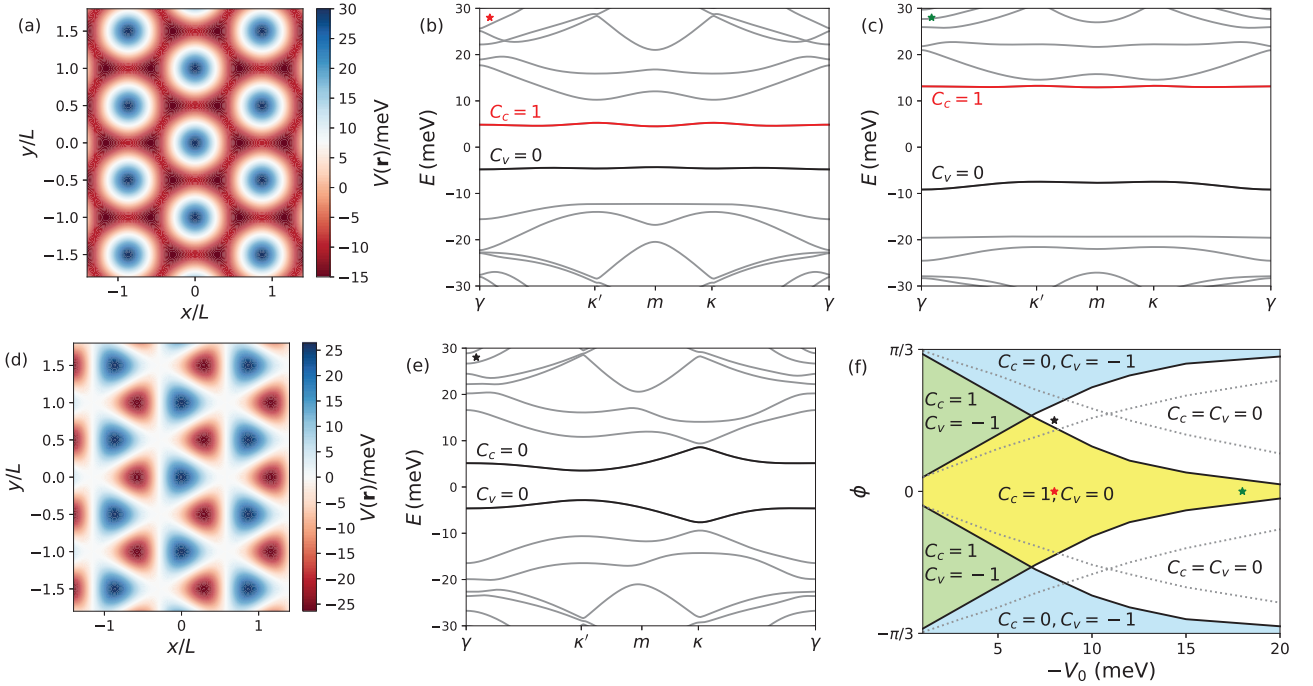 (a)
1.5
1.0
0.5
0.0
−0.5
−1.0
−1.5
y/L
−1 0 1
x/L
30
25
20
15
10
5
0
−5
−10
−15
V(r)/meV
(b)
30
20
10
0
−10
−20
−30
E (meV)
C_c = 1
C_v = 0
γ κ′ m κ γ
(c)
30
20
10
0
−10
−20
−30
E (meV)
C_c = 1
C_v = 0
γ κ′ m κ γ
(d)
1.5
1.0
0.5
0.0
−0.5
−1.0
−1.5
y/L
−1 0 1
x/L
25
20
15
10
5
0
−5
−10
−15
−20
−25
V(r)/meV
(e)
30
20
10
0
−10
−20
−30
E (meV)
C_c = 0
C_v = 0
γ κ′ m κ γ
(f)
π/3
0
−π/3
ϕ
C_c = 0, C_v = −1
C_c = 1
C_v = −1
C_c = C_v = 0
C_c = 1, C_v = 0
C_c = 1
C_v = −1
C_c = C_v = 0
C_c = 0, C_v = −1
5 10 15 20
−V_0 (meV)